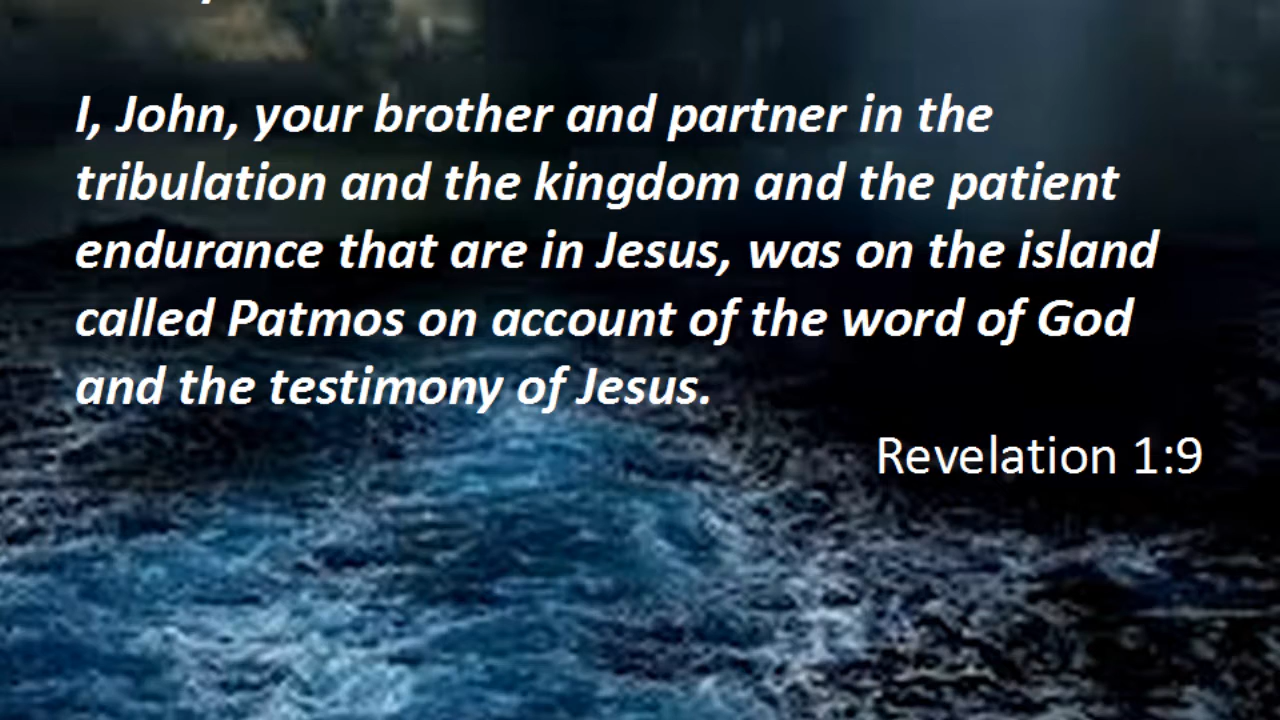 I, John, your brother and partner in the
tribulation and the kingdom and the patient
endurance that are in Jesus, was on the island
called Patmos on account of the word of God
and the testimony of Jesus.
Revelation 1:9